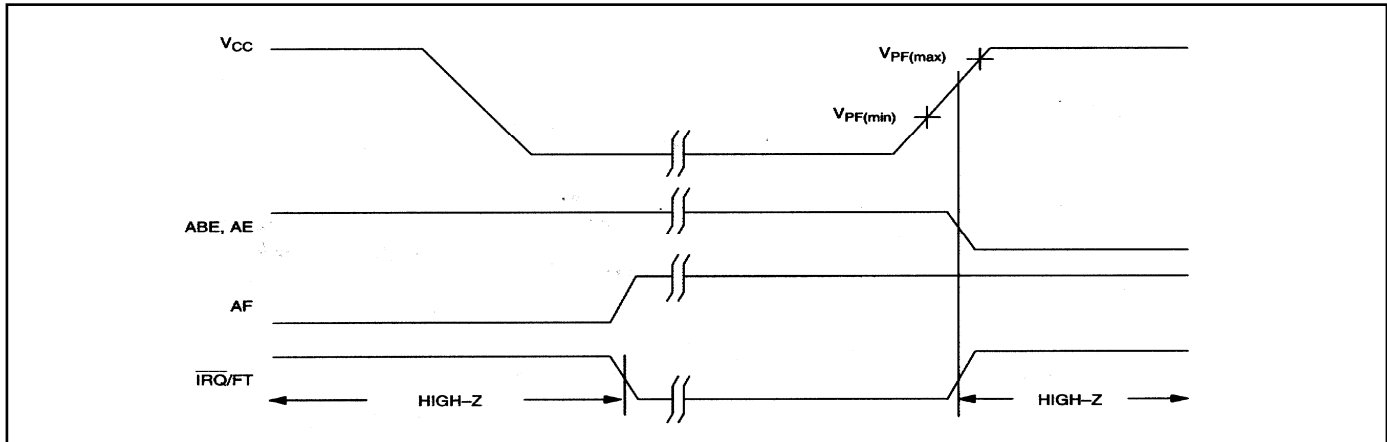 VCC
VPF(max)
VPF(min)
ABE, AE
AF
IRQ/FT
HIGH–Z
HIGH–Z